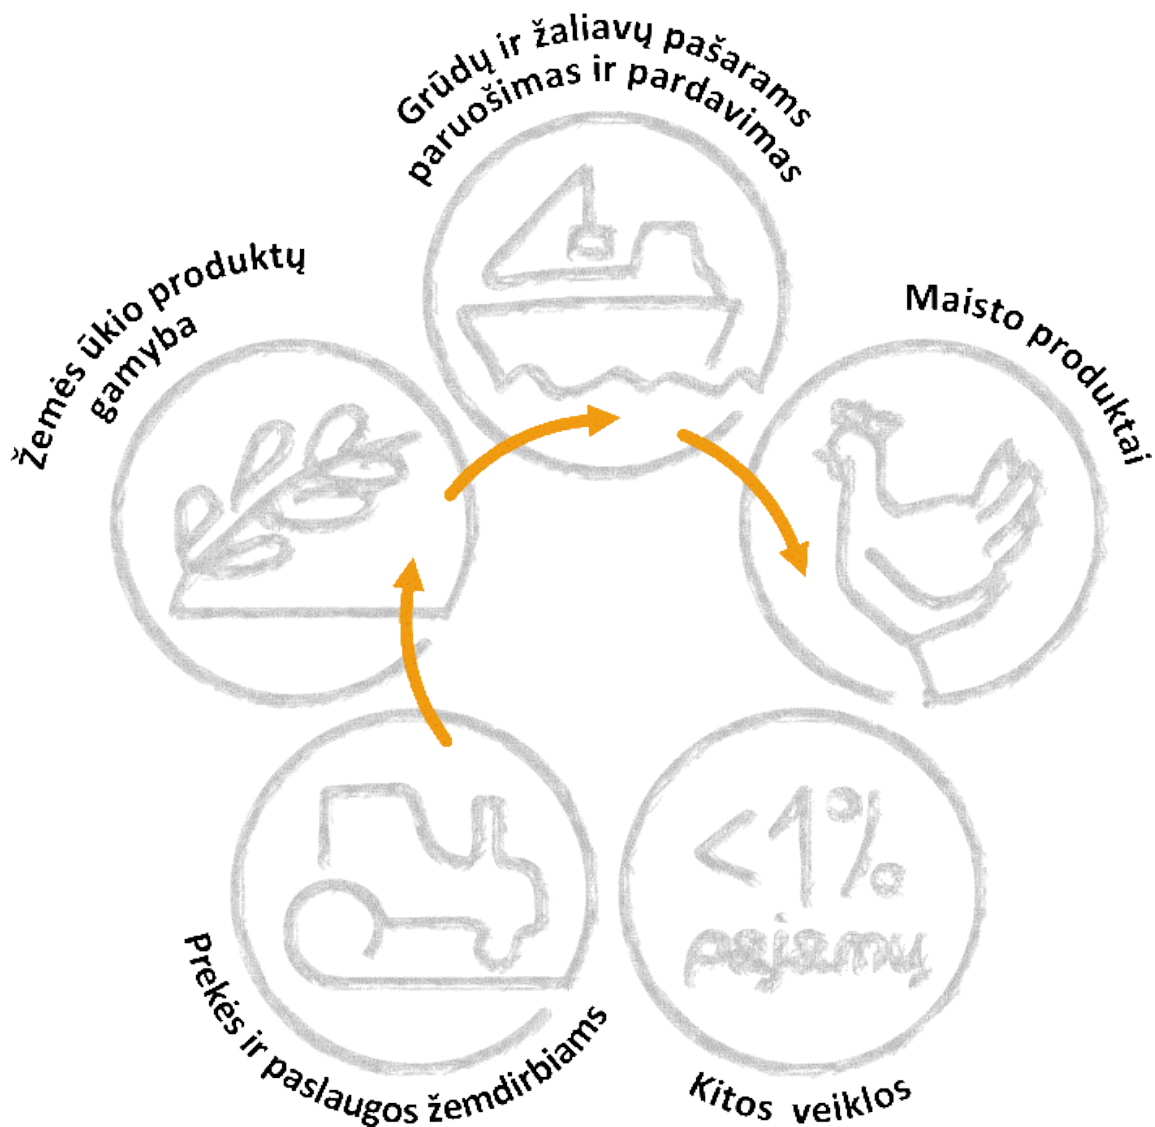 Grūdų ir žaliavų pašarams
paruošimas ir pardavimas
Žemės ūkio produktų
gamyba
Maisto produktai
Prekės ir paslaugos žemdirbiams
<1%
pajamų
Kitos veiklos